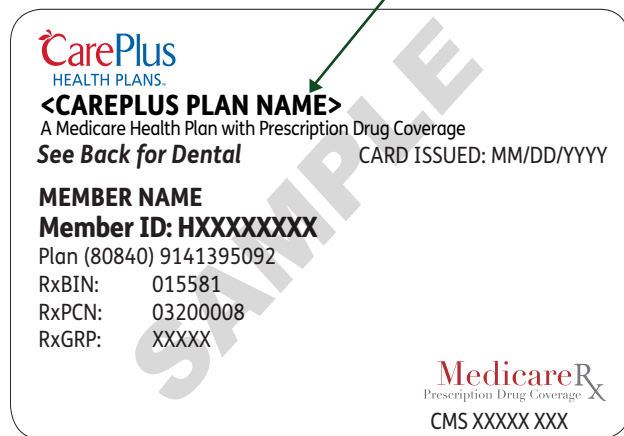 CarePlus
HEALTH PLANS™
<CAREPLUS PLAN NAME>
A Medicare Health Plan with Prescription Drug Coverage
See Back for Dental CARD ISSUED: MM/DD/YYYY
MEMBER NAME
Member ID: HXXXXXXXX
Plan (80840) 9141395092
RxBIN: 015581
RxPCN: 03200008
RxGRP: XXXXX
SAMPLE
MedicareRx
Prescription Drug Coverage
CMS XXXXX XXX